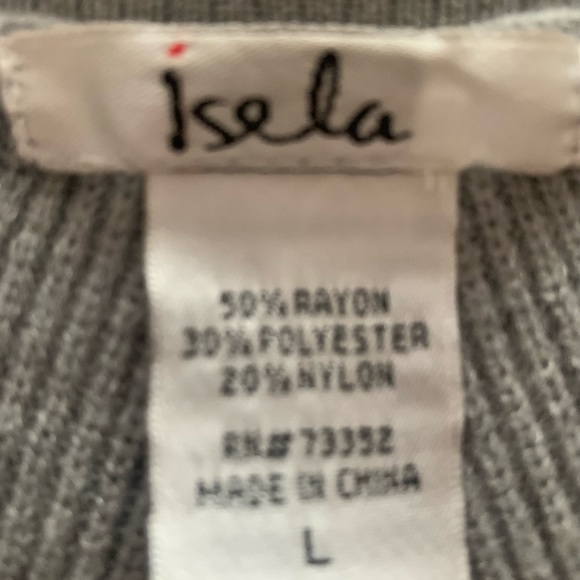 isela
50% RAYON
30% POLYESTER
20% NYLON
RN# 73352
MADE IN CHINA
L